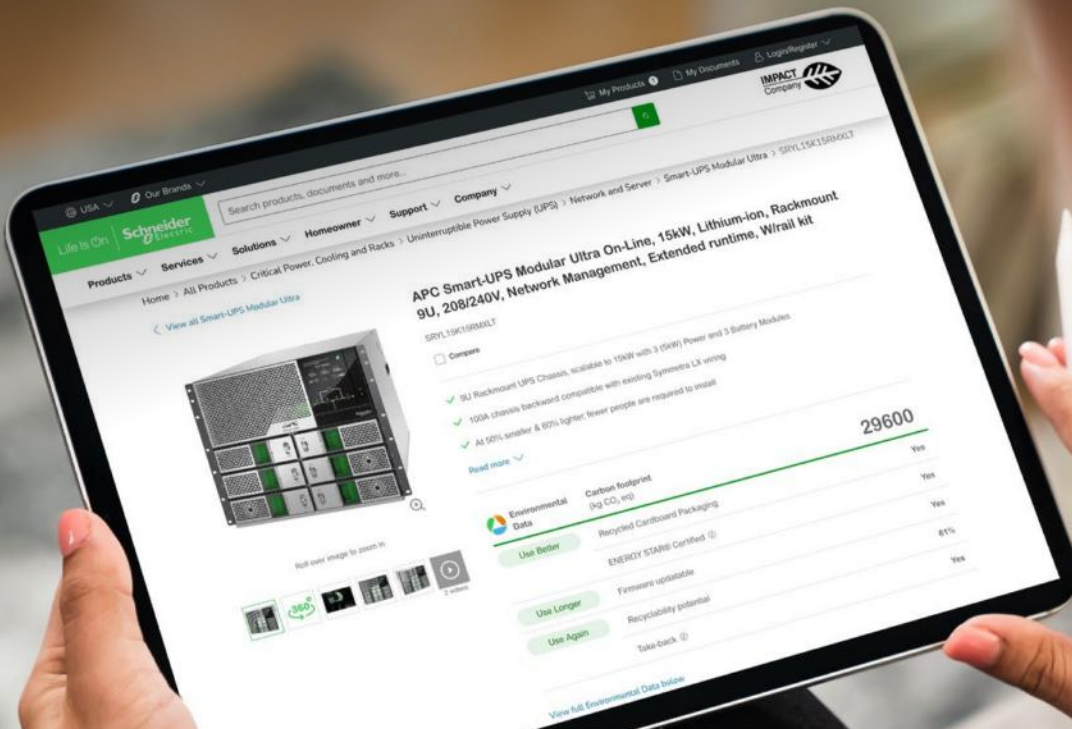 USA
Our Brands
My Products 1
My Documents
Login/Register
Life Is On | Schneider Electric
Search products, documents and more...
IMPACT
Company
Products
Services
Solutions
Homeowner
Support
Company
Home > All Products > Critical Power, Cooling and Racks > Uninterruptible Power Supply (UPS) > Network and Server > Smart-UPS Modular Ultra > SRYL15K15RMXLT
< View all Smart-UPS Modular Ultra
APC Smart-UPS Modular Ultra On-Line, 15kW, Lithium-ion, Rackmount
9U, 208/240V, Network Management, Extended runtime, W/rail kit
SRYL15K15RMXLT
Compare
9U Rackmount UPS Chassis, scalable to 15kW with 3 (5kW) Power and 3 Battery Modules
100A chassis backward compatible with existing Symmetra LX wiring
At 50% smaller & 60% lighter, fewer people are required to install
Read more
Roll over image to zoom in
360°
2 videos
Environmental
Data
Carbon footprint
(kg CO₂ eq)
29600
Use Better
Recycled Cardboard Packaging
Yes
ENERGY STAR® Certified
Yes
Use Longer
Firmware updatable
Yes
Use Again
Recyclability potential
61%
Take-back
Yes
View full Environmental Data below